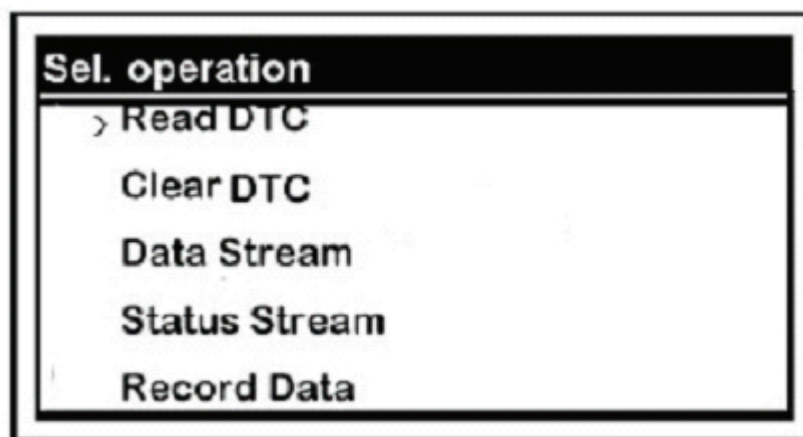 Sel. operation
> Read DTC
Clear DTC
Data Stream
Status Stream
Record Data